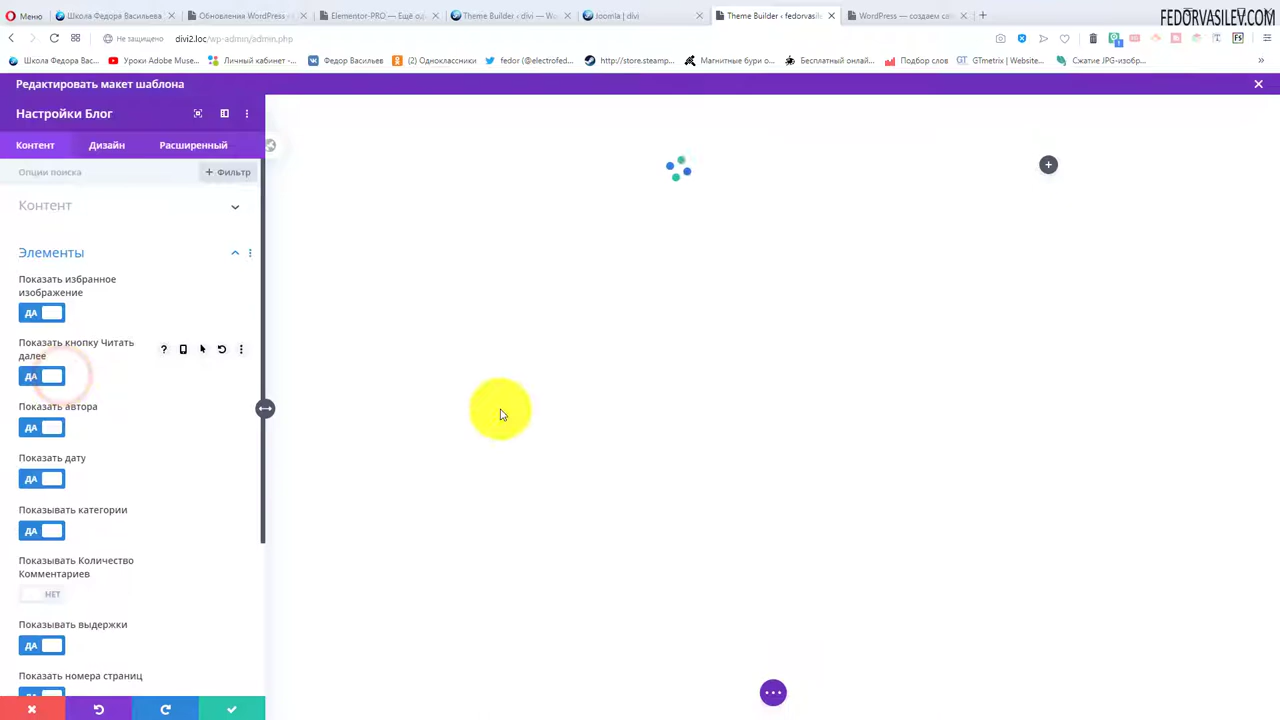 Меню
Школа Федора Васильева
Обновления WordPress
Elementor-PRO — Ещё од
Theme Builder ‹ divi — W
Joomla | divi
Theme Builder ‹ fedorvasile
WordPress — создаем са
FEDORVASILEV.COM
Не защищено
divi2.loc/wp-admin/admin.php
Школа Федора Вас...
Уроки Adobe Muse...
Личный кабинет -...
Федор Васильев
(2) Одноклассники
fedor (@electrofed...
http://store.steamp...
Магнитные бури о...
Бесплатный онлай...
Подбор слов
GTmetrix | Website...
Сжатие JPG-изобр...
»
Редактировать макет шаблона
Настройки Блог
Контент
Дизайн
Расширенный
Опции поиска
+ Фильтр
Контент
Элементы
Показать избранное
изображение
ДА
Показать кнопку Читать
далее
ДА
Показать автора
ДА
Показать дату
ДА
Показывать категории
ДА
Показывать Количество
Комментариев
НЕТ
Показывать выдержки
ДА
Показать номера страниц